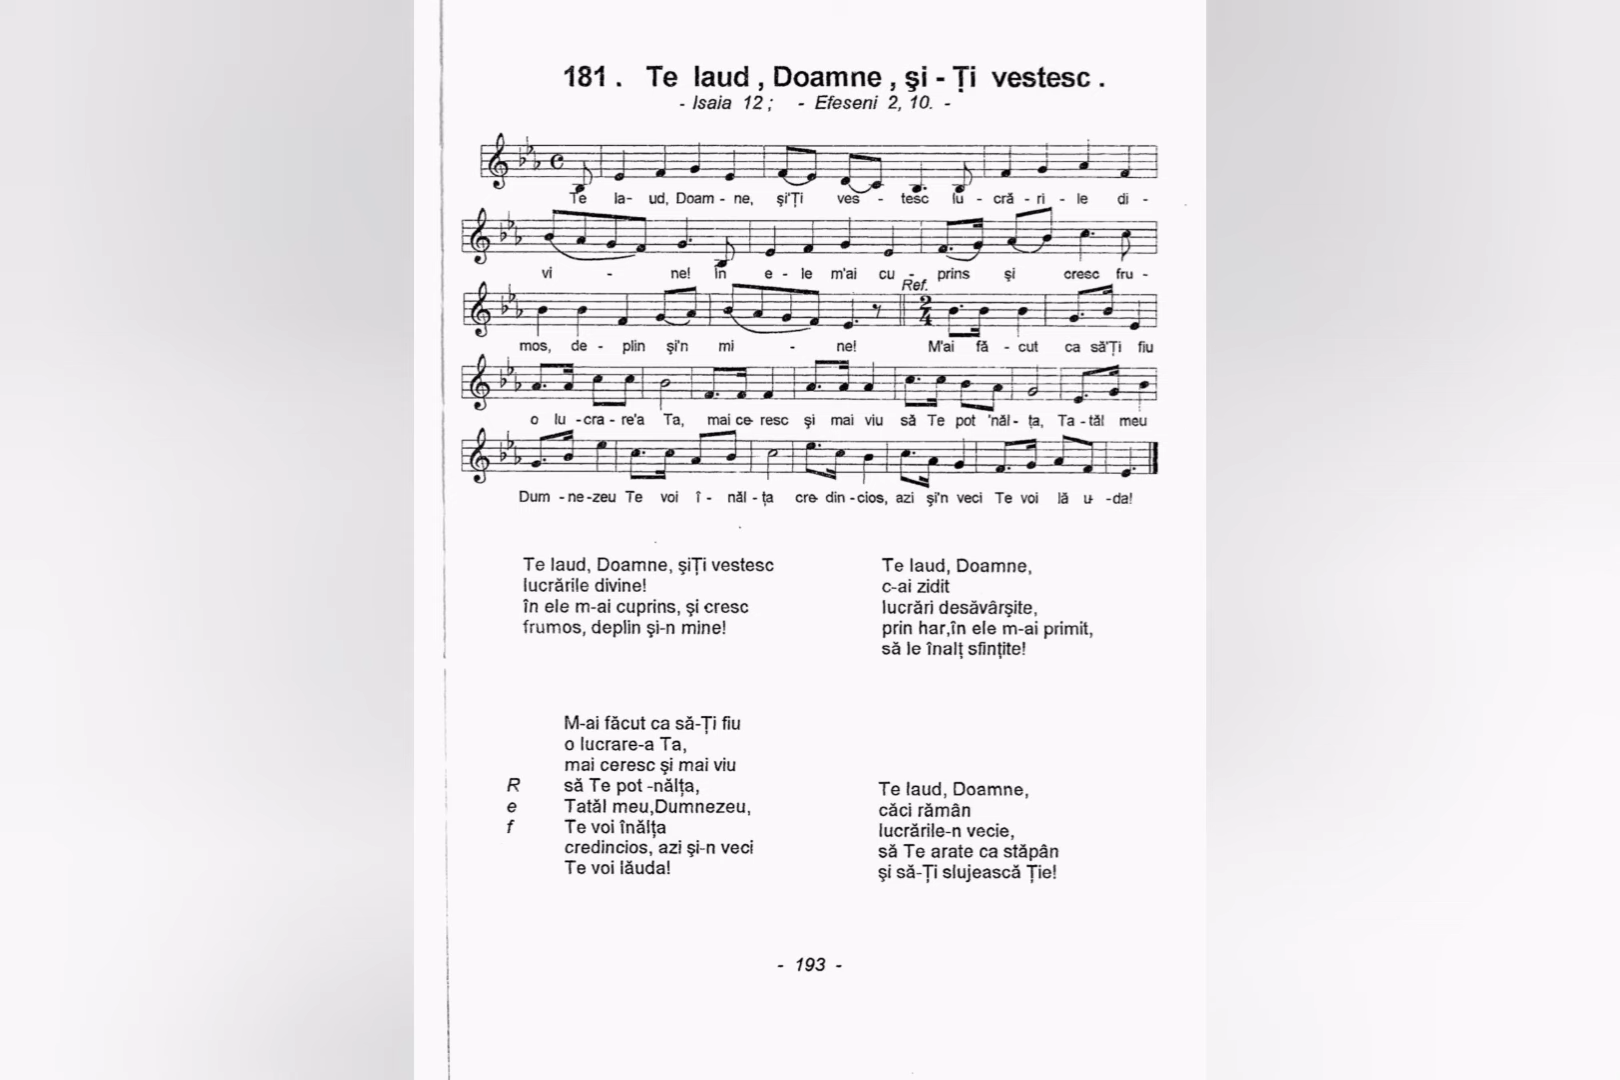 181 . Te laud , Doamne , şi - Ţi vestesc .
- Isaia 12 ; - Efeseni 2, 10. -
Te la- ud, Doam - ne, şi'Ţi ves - tesc lu - cră - ri - le di -
vi - ne! În e - le m'ai cu - prins şi cresc fru -
Ref.
mos, de - plin şi'n mi - ne! M'ai fă - cut ca să'Ţi fiu
o lu -cra - re'a Ta, mai ce- resc şi mai viu să Te pot 'năl- ţa, Ta -tăl meu
Dum -ne-zeu Te voi î - năl - ţa cre- din -cios, azi şi'n veci Te voi lă u- -da!
Te laud, Doamne, şiŢi vestesc
lucrările divine!
în ele m-ai cuprins, şi cresc
frumos, deplin şi-n mine!
Te laud, Doamne,
c-ai zidit
lucrări desăvârşite,
prin har,în ele m-ai primit,
să le înalţ sfinţite!
Ref
M-ai făcut ca să-Ţi fiu
o lucrare-a Ta,
mai ceresc şi mai viu
să Te pot -nălţa,
Tatăl meu,Dumnezeu,
Te voi înălţa
credincios, azi şi-n veci
Te voi lăuda!
Te laud, Doamne,
căci rămân
lucrările-n vecie,
să Te arate ca stăpân
şi să-Ţi slujească Ţie!
- 193 -